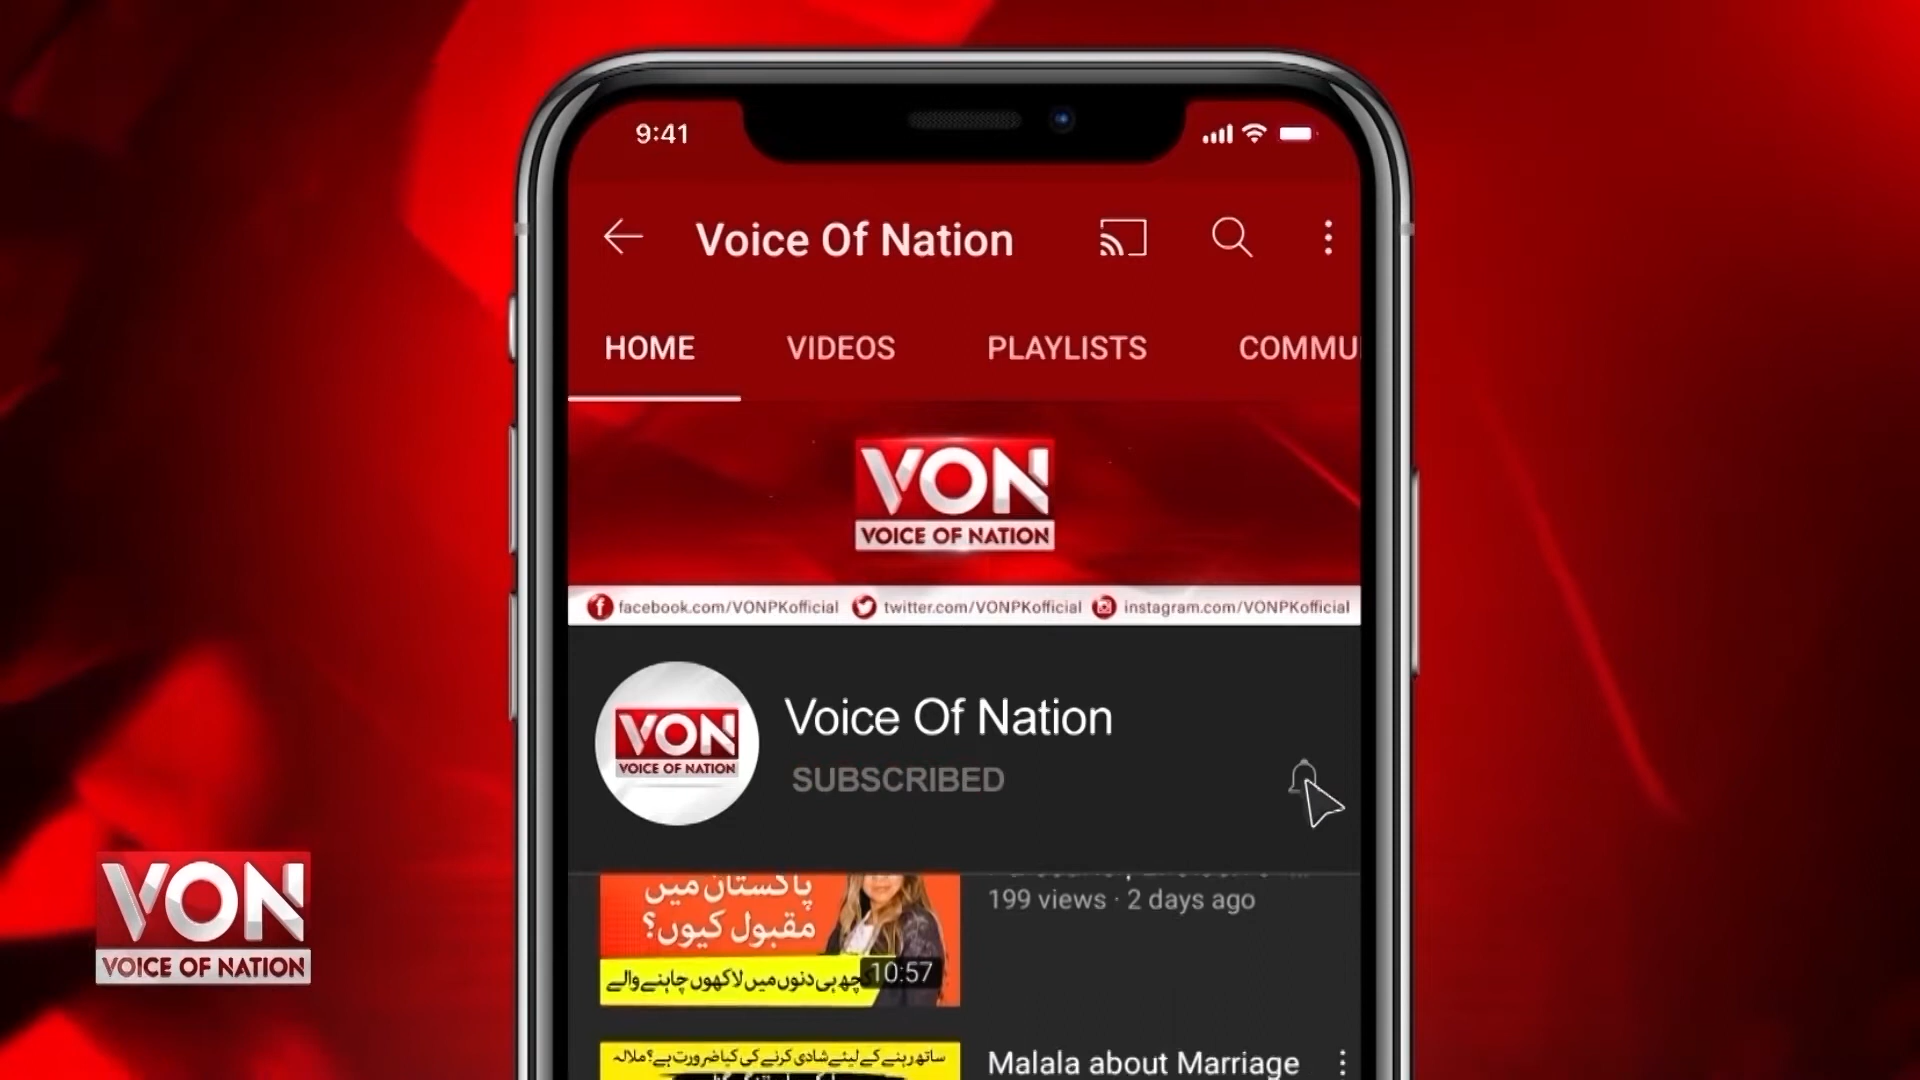 9:41
Voice Of Nation
HOME VIDEOS PLAYLISTS COMMU
VON
VOICE OF NATION
facebook.com/VONPKofficial twitter.com/VONPKofficial instagram.com/VONPKofficial
VON
VOICE OF NATION
Voice Of Nation
SUBSCRIBED
پاکستان میں
مقبول کیوں؟
کچھ ہی دنوں میں لاکھوں چاہنے والے
10:57
199 views · 2 days ago
ساتھ رہنے کے لیئے شادی کرنے کی کیا ضرورت ہے؟ ملالہ
Malala about Marriage
VON
VOICE OF NATION